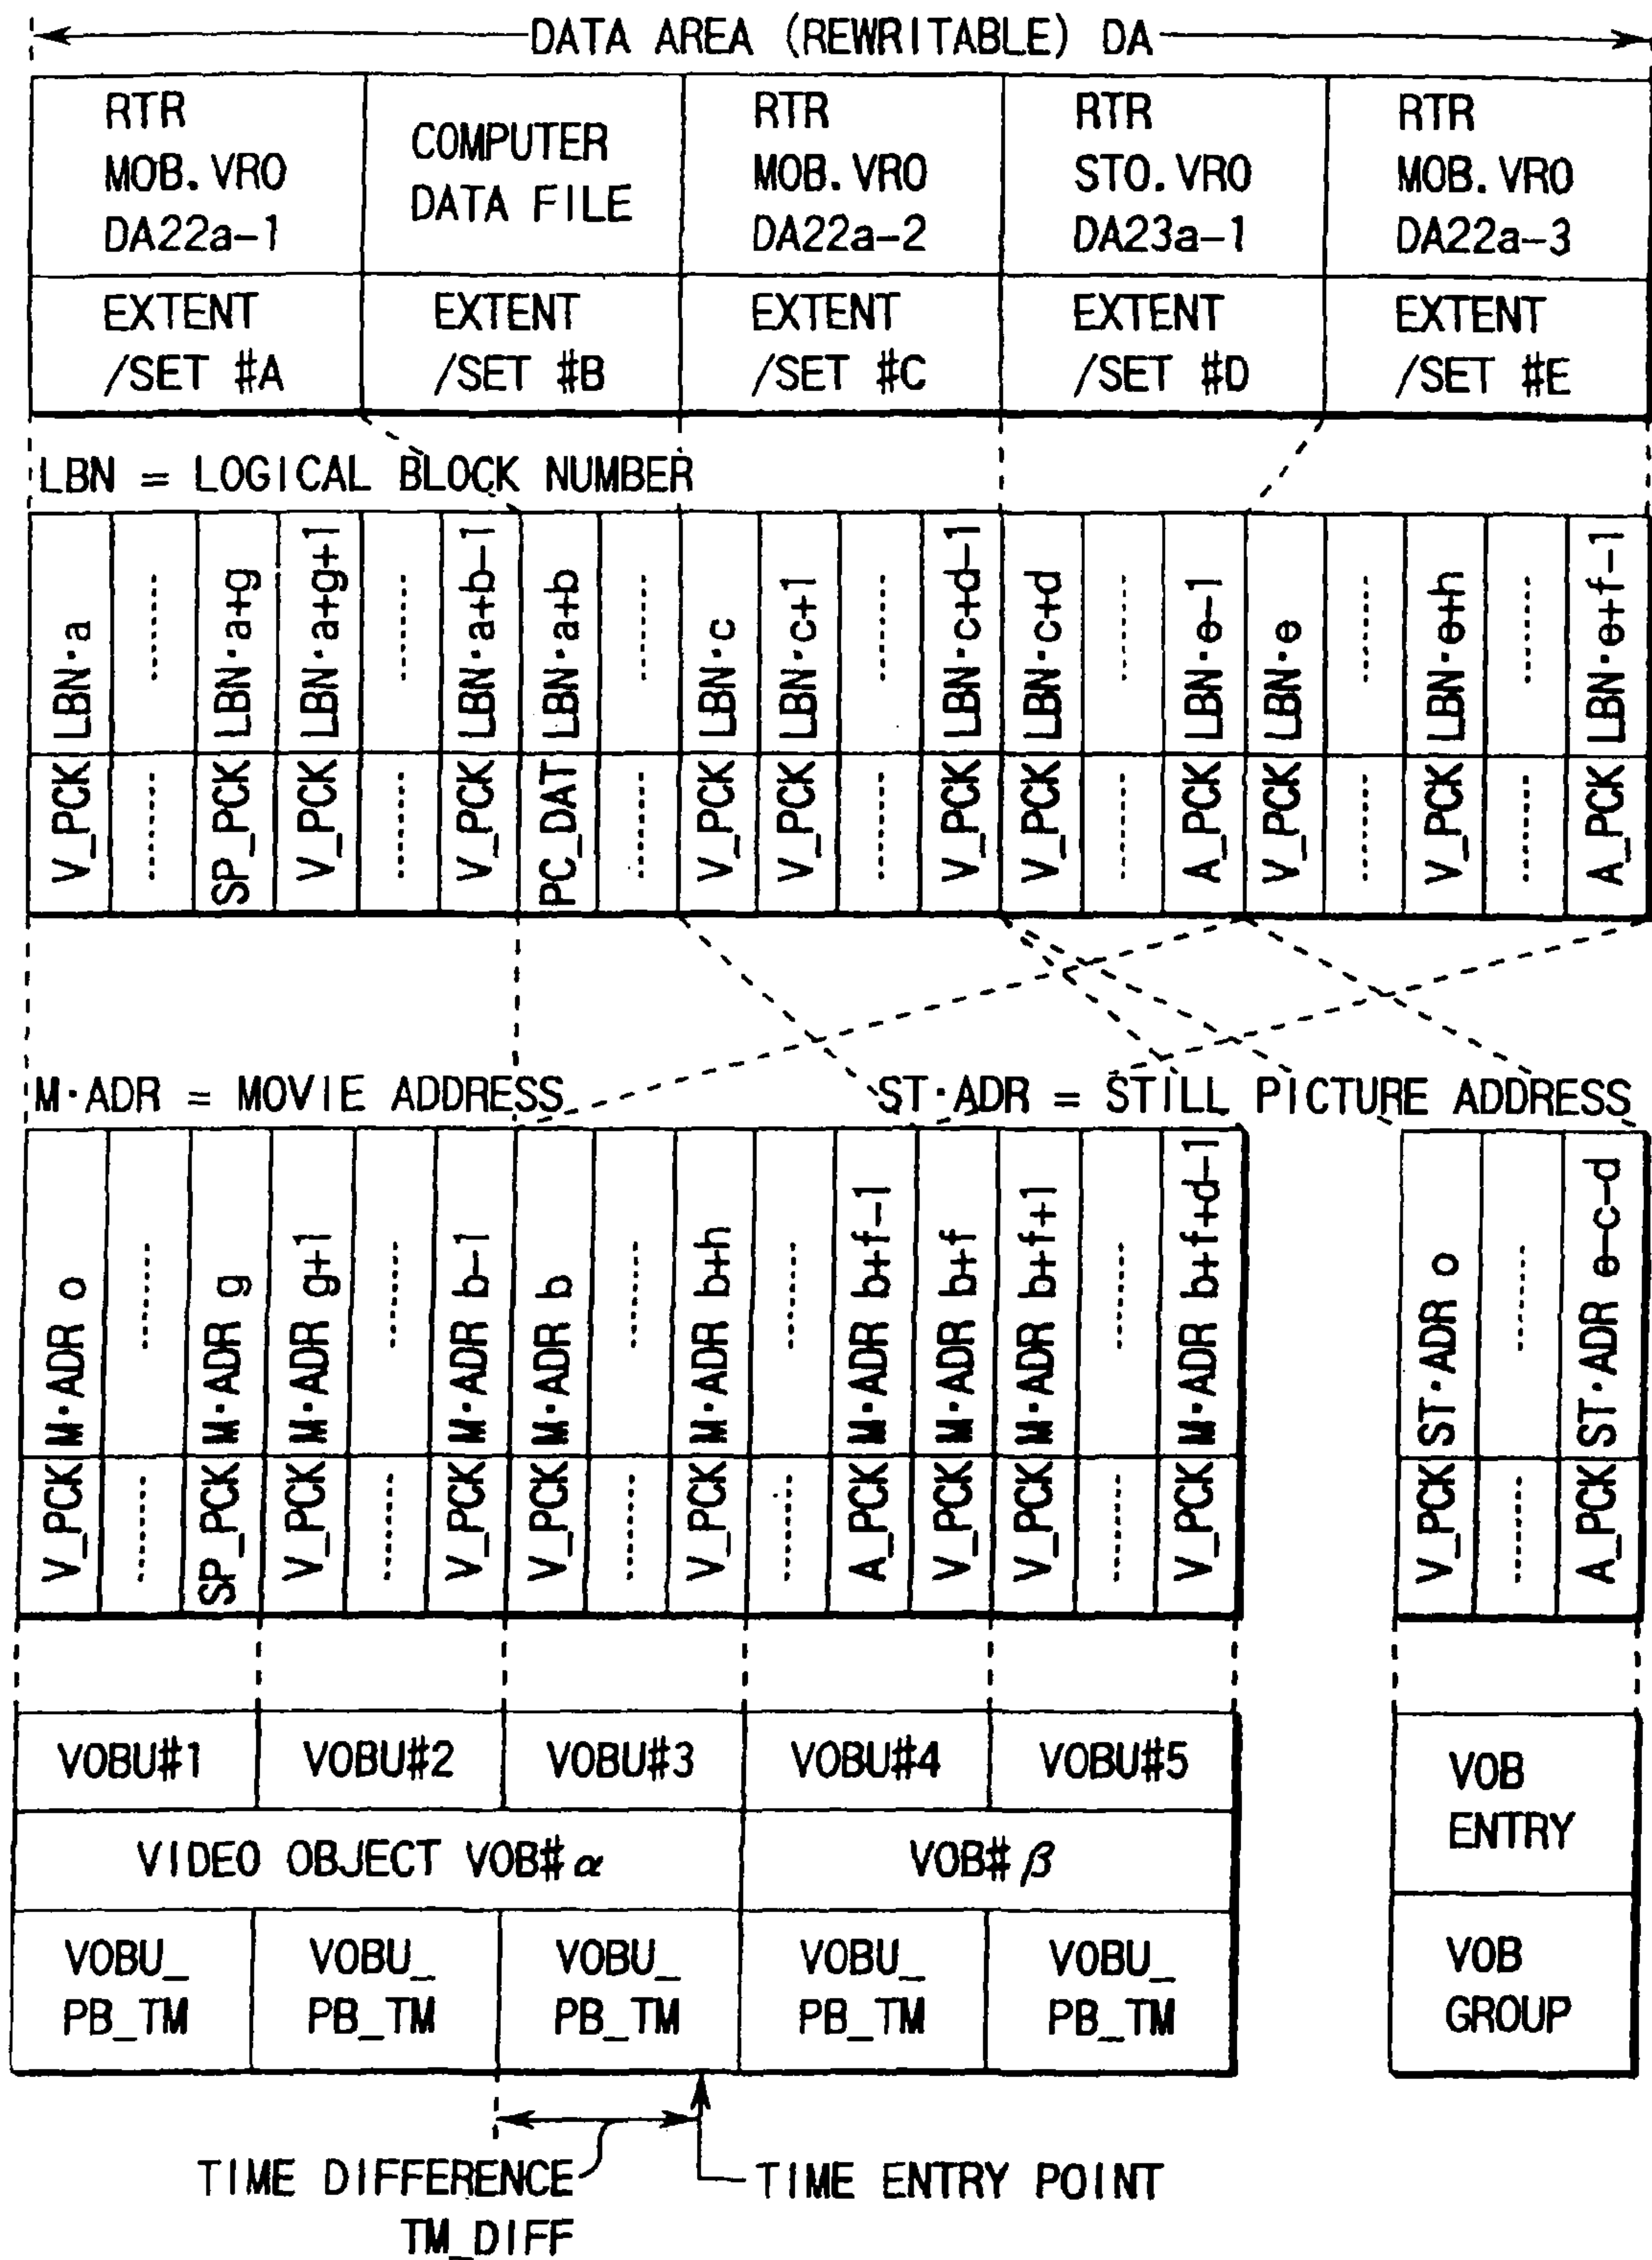 DATA AREA (REWRITABLE) DA
RTR
MOB.VRO
DA22a-1
COMPUTER
DATA FILE
RTR
MOB.VRO
DA22a-2
RTR
STO.VRO
DA23a-1
RTR
MOB.VRO
DA22a-3
EXTENT
/SET #A
EXTENT
/SET #B
EXTENT
/SET #C
EXTENT
/SET #D
EXTENT
/SET #E
LBN = LOGICAL BLOCK NUMBER
V_PCK LBN·a
SP_PCK LBN·a+g
V_PCK LBN·a+g+1
V_PCK LBN·a+b-1
PC_DAT LBN·a+b
V_PCK LBN·c
V_PCK LBN·c+1
V_PCK LBN·c+d-1
V_PCK LBN·c+d
A_PCK LBN·e-1
V_PCK LBN·e
V_PCK LBN·e+h
A_PCK LBN·e+f-1
M·ADR = MOVIE ADDRESS
ST·ADR = STILL PICTURE ADDRESS
V_PCK M·ADR o
SP_PCK M·ADR g
V_PCK M·ADR g+1
V_PCK M·ADR b-1
V_PCK M·ADR b
V_PCK M·ADR b+h
A_PCK M·ADR b+f-1
V_PCK M·ADR b+f
V_PCK M·ADR b+f+1
V_PCK M·ADR b+f+d-1
V_PCK ST·ADR o
A_PCK ST·ADR e-c-d
VOBU#1
VOBU#2
VOBU#3
VOBU#4
VOBU#5
VOB
ENTRY
VIDEO OBJECT VOB#α
VOB#β
VOBU_
PB_TM
VOBU_
PB_TM
VOBU_
PB_TM
VOBU_
PB_TM
VOBU_
PB_TM
VOB
GROUP
TIME DIFFERENCE
TM_DIFF
TIME ENTRY POINT